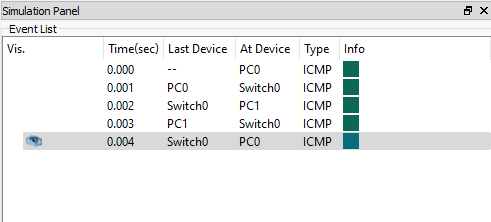 Simulation Panel
Event List
Vis. Time(sec) Last Device At Device Type Info
0.000 -- PC0 ICMP
0.001 PC0 Switch0 ICMP
0.002 Switch0 PC1 ICMP
0.003 PC1 Switch0 ICMP
0.004 Switch0 PC0 ICMP